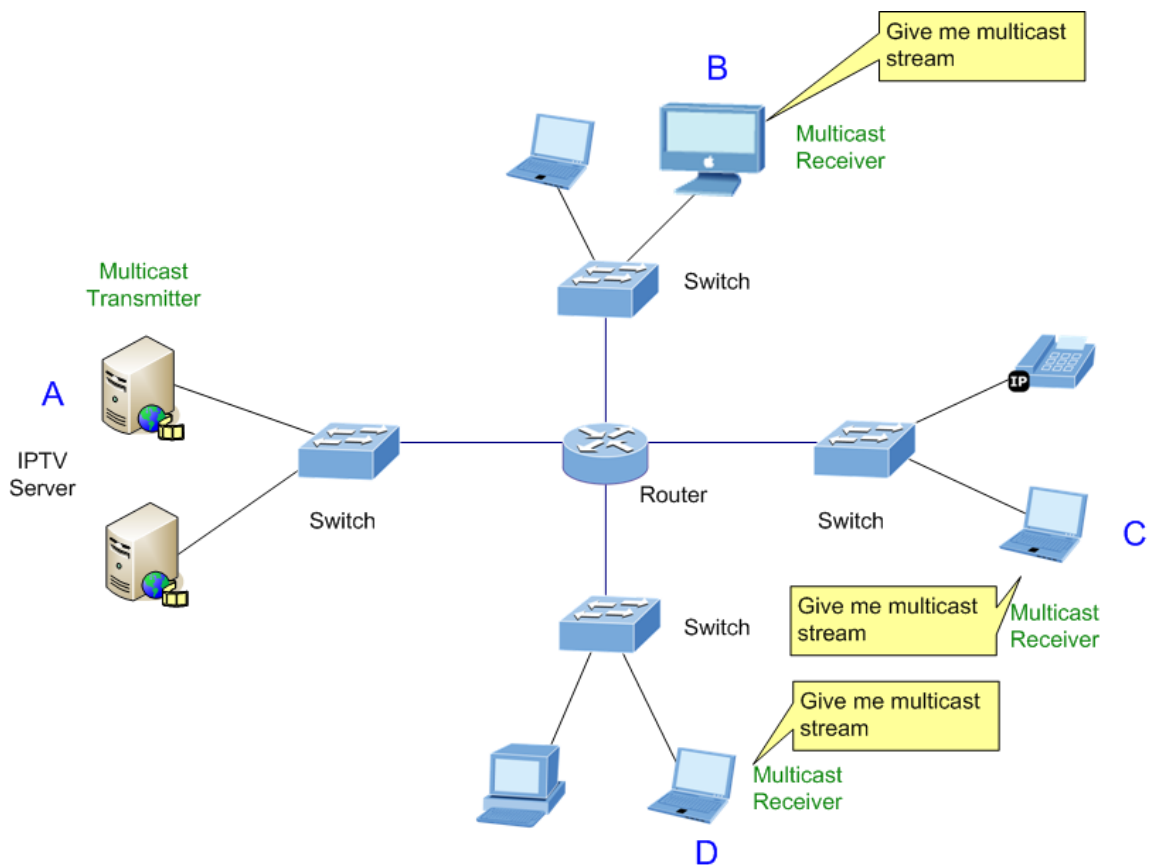 Give me multicast
stream
B
Multicast
Receiver
Multicast
Transmitter
Switch
A
IP
IPTV
Server
Router
Switch
Switch
C
Switch
Give me multicast
stream
Multicast
Receiver
Give me multicast
stream
Multicast
Receiver
D